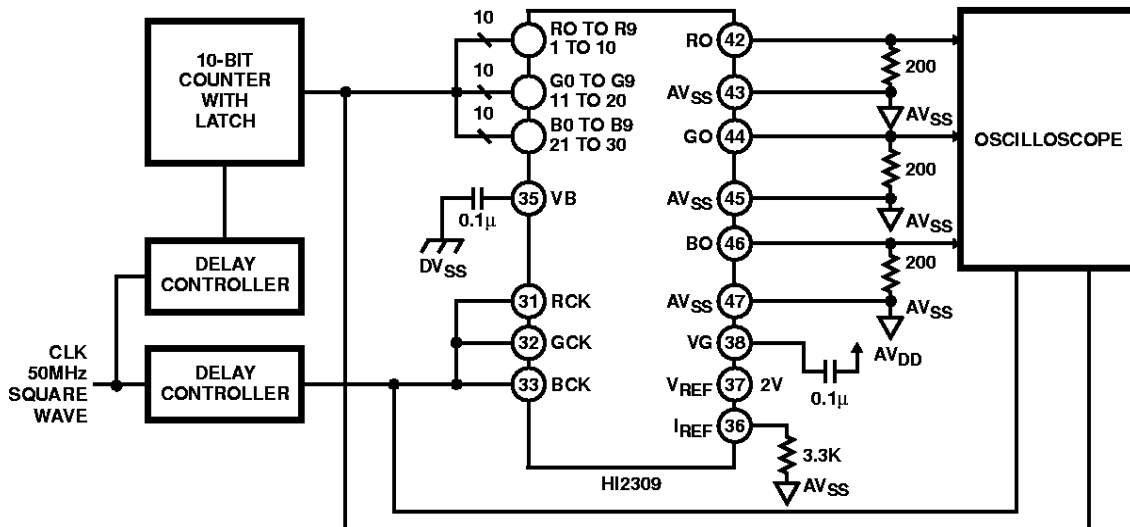 10-BIT
COUNTER
WITH
LATCH
DELAY
CONTROLLER
CLK
50MHz
SQUARE
WAVE
DELAY
CONTROLLER
10
RO TO R9
1 TO 10
10
G0 TO G9
11 TO 20
10
B0 TO B9
21 TO 30
35 VB
0.1μ
DVSS
31 RCK
32 GCK
33 BCK
RO 42
AVSS 43
GO 44
AVSS 45
BO 46
AVSS 47
VG 38
VREF 37 2V
IREF 36
HI2309
200
AVSS
200
AVSS
200
AVSS
AVDD
0.1μ
3.3K
AVSS
OSCILLOSCOPE